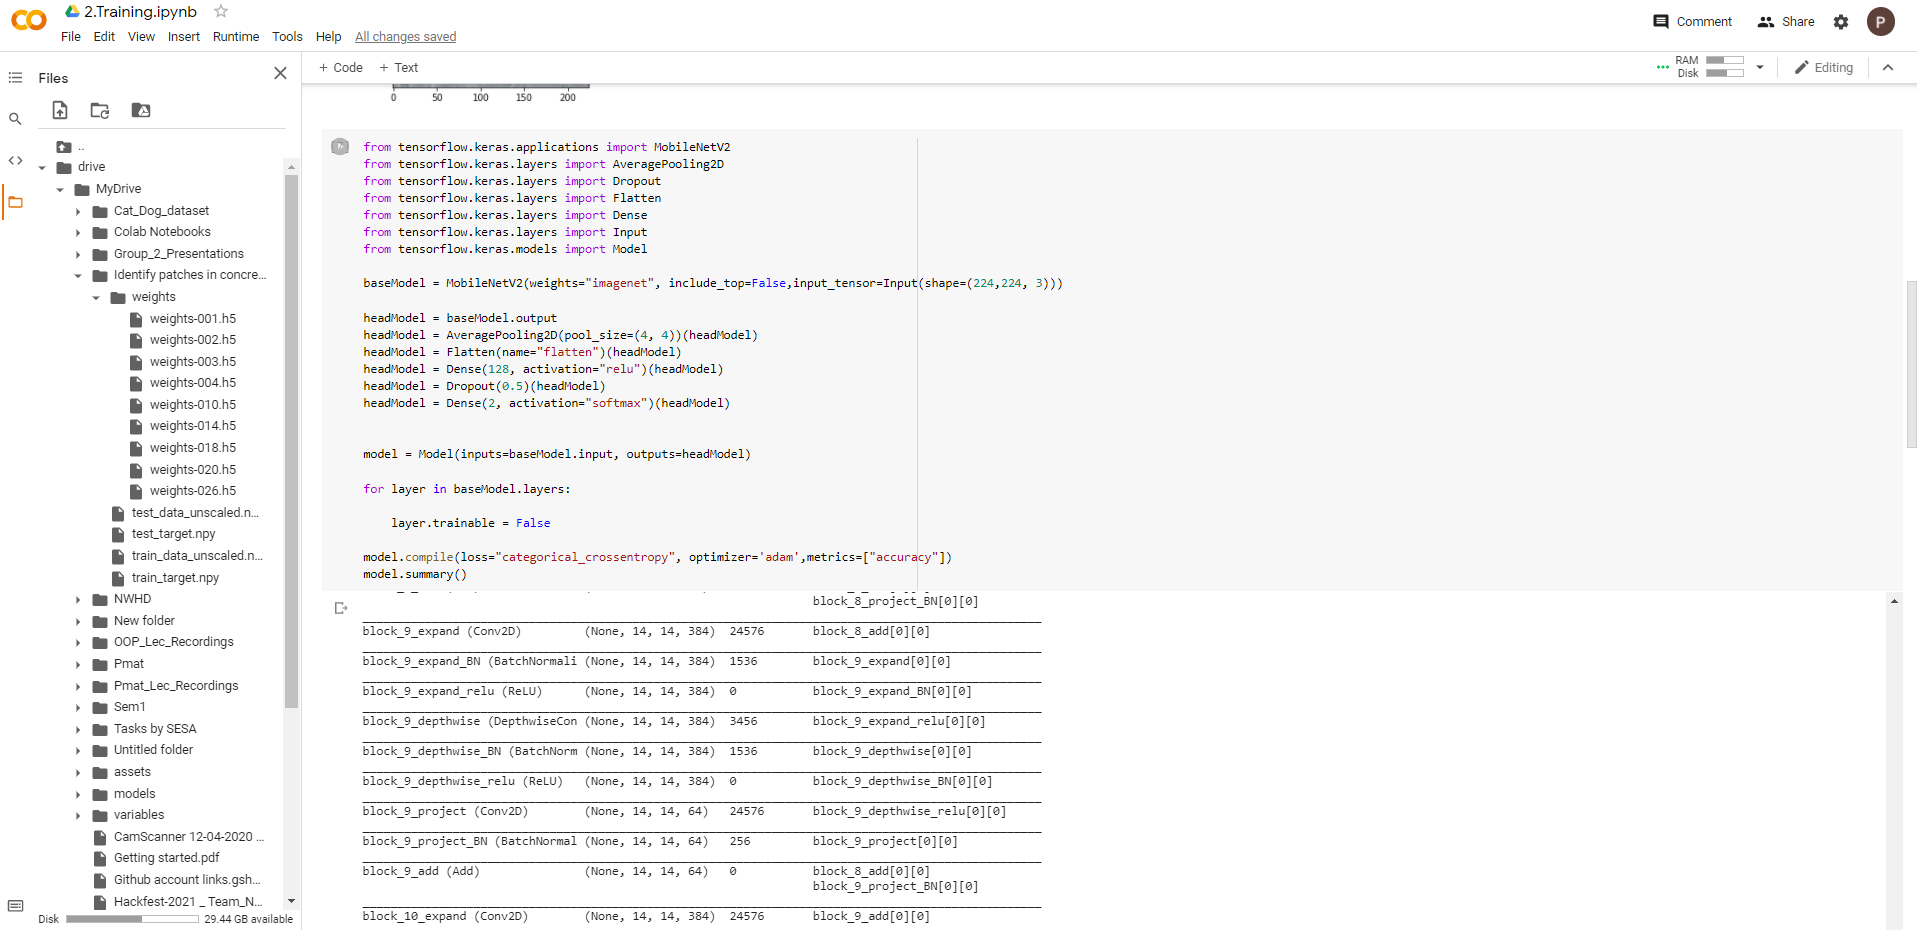 2.Training.ipynb
File Edit View Insert Runtime Tools Help All changes saved
Comment Share P
Files
+ Code + Text
RAM
Disk
Editing
..
drive
MyDrive
Cat_Dog_dataset
Colab Notebooks
Group_2_Presentations
Identify patches in concre...
weights
weights-001.h5
weights-002.h5
weights-003.h5
weights-004.h5
weights-010.h5
weights-014.h5
weights-018.h5
weights-020.h5
weights-026.h5
test_data_unscaled.n...
test_target.npy
train_data_unscaled.n...
train_target.npy
NWHD
New folder
OOP_Lec_Recordings
Pmat
Pmat_Lec_Recordings
Sem1
Tasks by SESA
Untitled folder
assets
models
variables
CamScanner 12-04-2020 ...
Getting started.pdf
Github account links.gsh...
Hackfest-2021 _ Team_N...
Disk 29.44 GB available
0 50 100 150 200
from tensorflow.keras.applications import MobileNetV2
from tensorflow.keras.layers import AveragePooling2D
from tensorflow.keras.layers import Dropout
from tensorflow.keras.layers import Flatten
from tensorflow.keras.layers import Dense
from tensorflow.keras.layers import Input
from tensorflow.keras.models import Model
baseModel = MobileNetV2(weights="imagenet", include_top=False,input_tensor=Input(shape=(224,224, 3)))
headModel = baseModel.output
headModel = AveragePooling2D(pool_size=(4, 4))(headModel)
headModel = Flatten(name="flatten")(headModel)
headModel = Dense(128, activation="relu")(headModel)
headModel = Dropout(0.5)(headModel)
headModel = Dense(2, activation="softmax")(headModel)
model = Model(inputs=baseModel.input, outputs=headModel)
for layer in baseModel.layers:
layer.trainable = False
model.compile(loss="categorical_crossentropy", optimizer='adam',metrics=["accuracy"])
model.summary()
block_8_project_BN[0][0]
block_9_expand (Conv2D) (None, 14, 14, 384) 24576 block_8_add[0][0]
block_9_expand_BN (BatchNormali (None, 14, 14, 384) 1536 block_9_expand[0][0]
block_9_expand_relu (ReLU) (None, 14, 14, 384) 0 block_9_expand_BN[0][0]
block_9_depthwise (DepthwiseCon (None, 14, 14, 384) 3456 block_9_expand_relu[0][0]
block_9_depthwise_BN (BatchNorm (None, 14, 14, 384) 1536 block_9_depthwise[0][0]
block_9_depthwise_relu (ReLU) (None, 14, 14, 384) 0 block_9_depthwise_BN[0][0]
block_9_project (Conv2D) (None, 14, 14, 64) 24576 block_9_depthwise_relu[0][0]
block_9_project_BN (BatchNormal (None, 14, 14, 64) 256 block_9_project[0][0]
block_9_add (Add) (None, 14, 14, 64) 0 block_8_add[0][0]
block_9_project_BN[0][0]
block_10_expand (Conv2D) (None, 14, 14, 384) 24576 block_9_add[0][0]